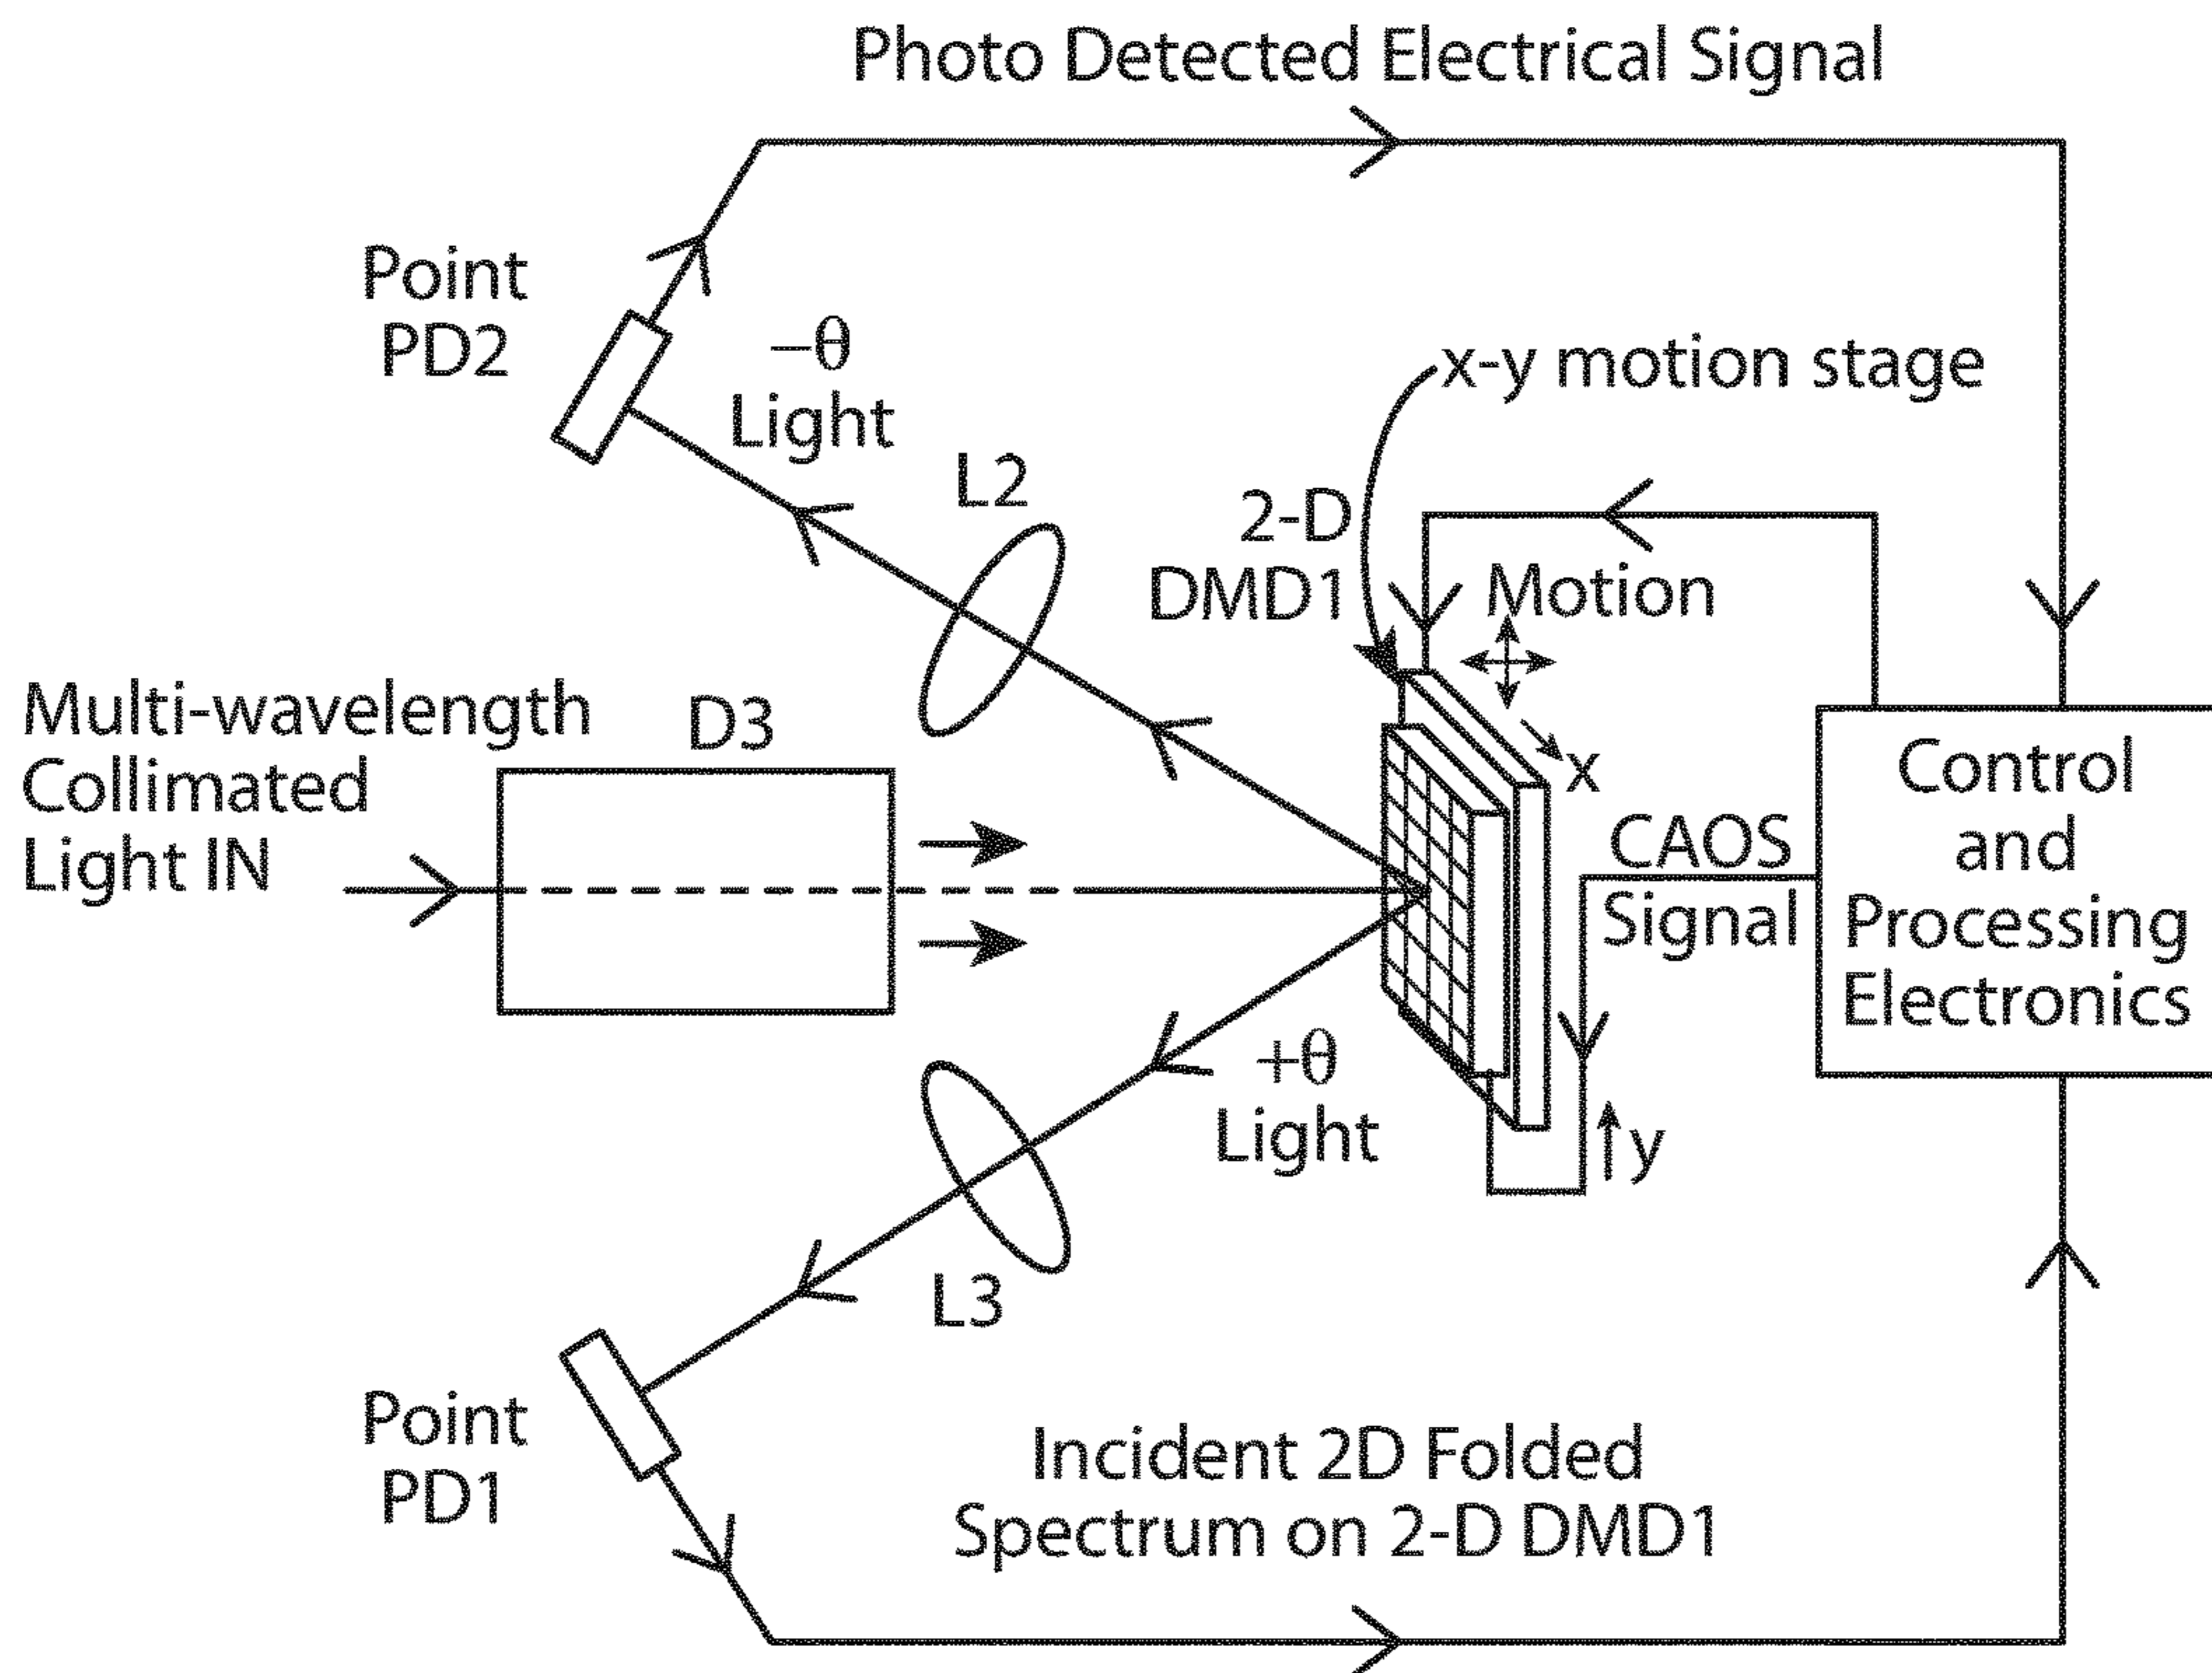 Photo Detected Electrical Signal
Point
PD2
−θ
Light
x-y motion stage
L2
2-D
DMD1
Motion
Multi-wavelength
Collimated
Light IN
D3
x
Control
and
Processing
Electronics
CAOS
Signal
+θ
Light
y
L3
Point
PD1
Incident 2D Folded
Spectrum on 2-D DMD1